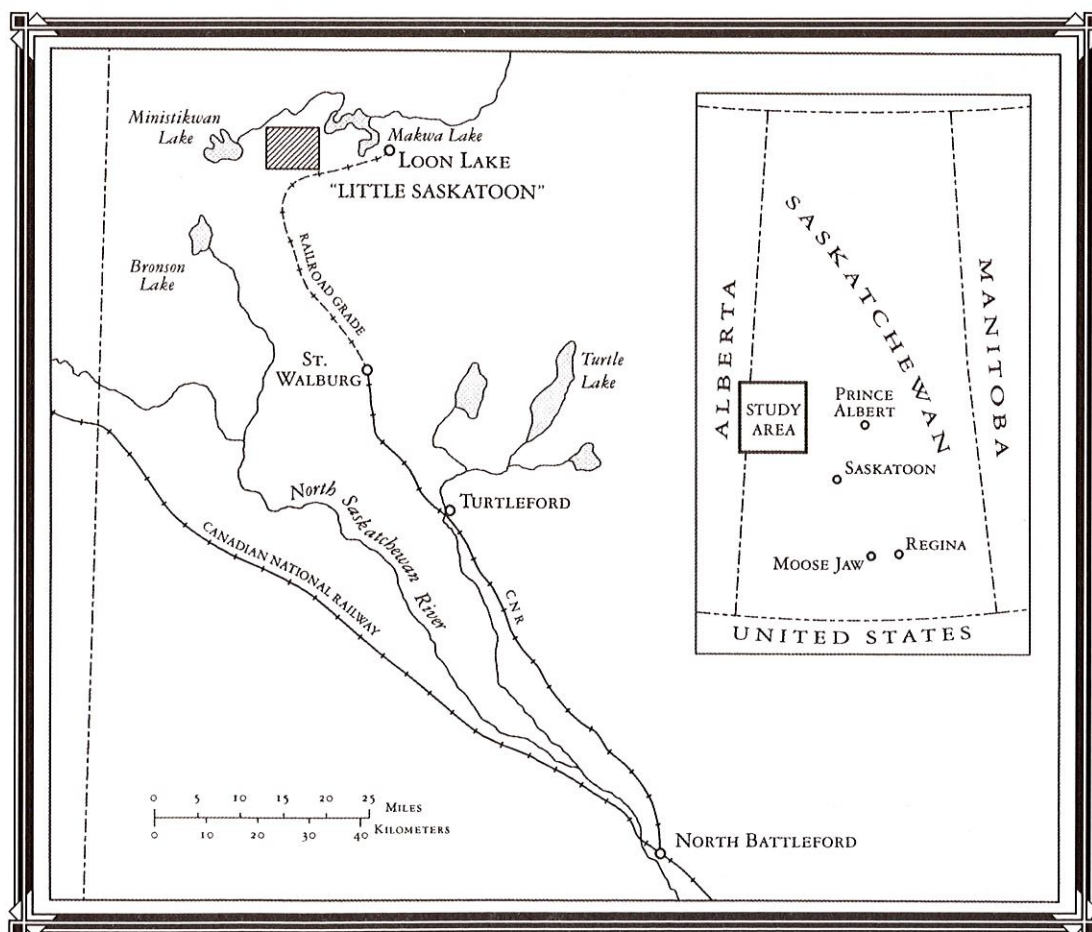 Ministikwan
Lake
Makwa Lake
LOON LAKE
"LITTLE SASKATOON"
Bronson
Lake
RAILROAD GRADE
ST.
WALBURG
Turtle
Lake
TURTLEFORD
North Saskatchewan River
CANADIAN NATIONAL RAILWAY
CNR
NORTH BATTLEFORD
0 5 10 15 20 25 MILES
0 10 20 30 40 KILOMETERS
SASKATCHEWAN
ALBERTA
MANITOBA
STUDY
AREA
PRINCE
ALBERT
SASKATOON
MOOSE JAW
REGINA
UNITED STATES